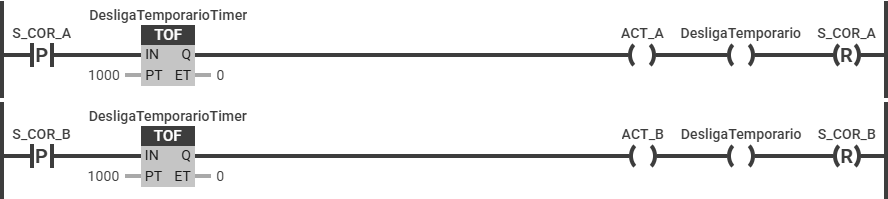 DesligaTemporarioTimer
S_COR_A TOF ACT_A DesligaTemporario S_COR_A
P IN Q R
1000 PT ET 0
DesligaTemporarioTimer
S_COR_B TOF ACT_B DesligaTemporario S_COR_B
P IN Q R
1000 PT ET 0